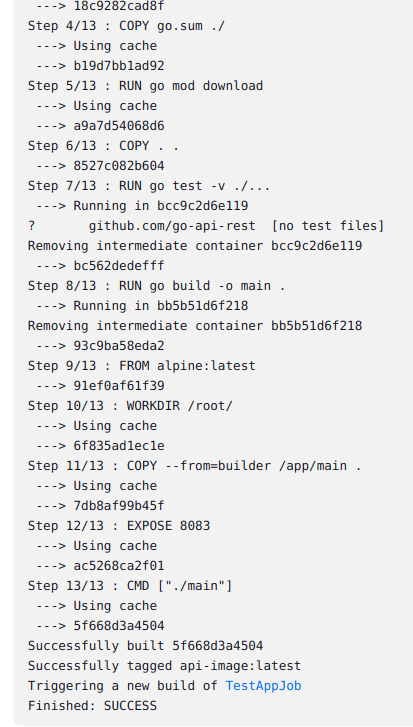 ---> 18c9282cad8f
Step 4/13 : COPY go.sum ./
---> Using cache
---> b19d7bb1ad92
Step 5/13 : RUN go mod download
---> Using cache
---> a9a7d54068d6
Step 6/13 : COPY . .
---> 8527c082b604
Step 7/13 : RUN go test -v ./...
---> Running in bcc9c2d6e119
?       github.com/go-api-rest  [no test files]
Removing intermediate container bcc9c2d6e119
---> bc562dedefff
Step 8/13 : RUN go build -o main .
---> Running in bb5b51d6f218
Removing intermediate container bb5b51d6f218
---> 93c9ba58eda2
Step 9/13 : FROM alpine:latest
---> 91ef0af61f39
Step 10/13 : WORKDIR /root/
---> Using cache
---> 6f835ad1ec1e
Step 11/13 : COPY --from=builder /app/main .
---> Using cache
---> 7db8af99b45f
Step 12/13 : EXPOSE 8083
---> Using cache
---> ac5268ca2f01
Step 13/13 : CMD ["./main"]
---> Using cache
---> 5f668d3a4504
Successfully built 5f668d3a4504
Successfully tagged api-image:latest
Triggering a new build of TestAppJob
Finished: SUCCESS